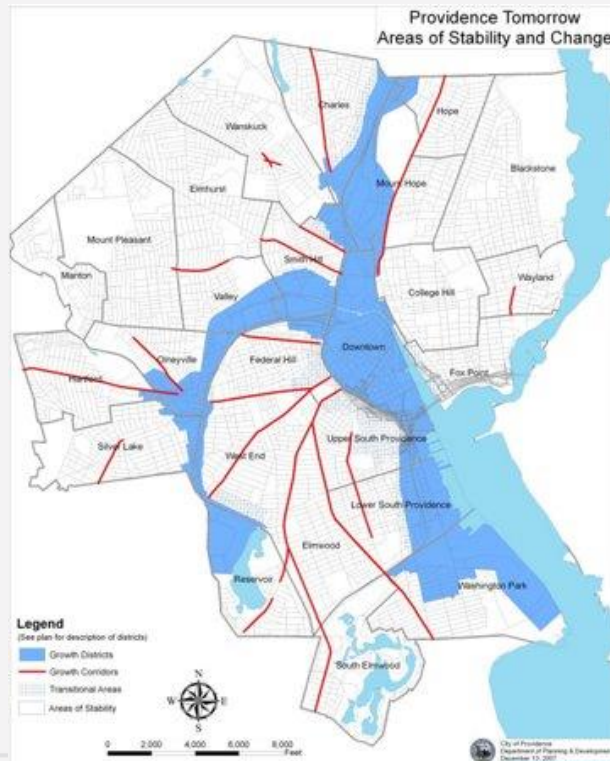 Providence Tomorrow
Areas of Stability and Change
Charles
Hope
Wanskuck
Blackstone
Mount Hope
Elmhurst
Mount Pleasant
Smith Hill
Manton
Wayland
College Hill
Valley
Olneyville
Federal Hill
Downtown
Hartford
Fox Point
Silver Lake
Upper South Providence
West End
Lower South Providence
Elmwood
Reservoir
Washington Park
South Elmwood
Legend
(See plan for description of districts)
Growth Districts
Growth Corridors
Transitional Areas
Areas of Stability
N
W E
S
0 2,000 4,000 6,000 8,000
Feet
City of Providence
Department of Planning & Development
December 13, 2007